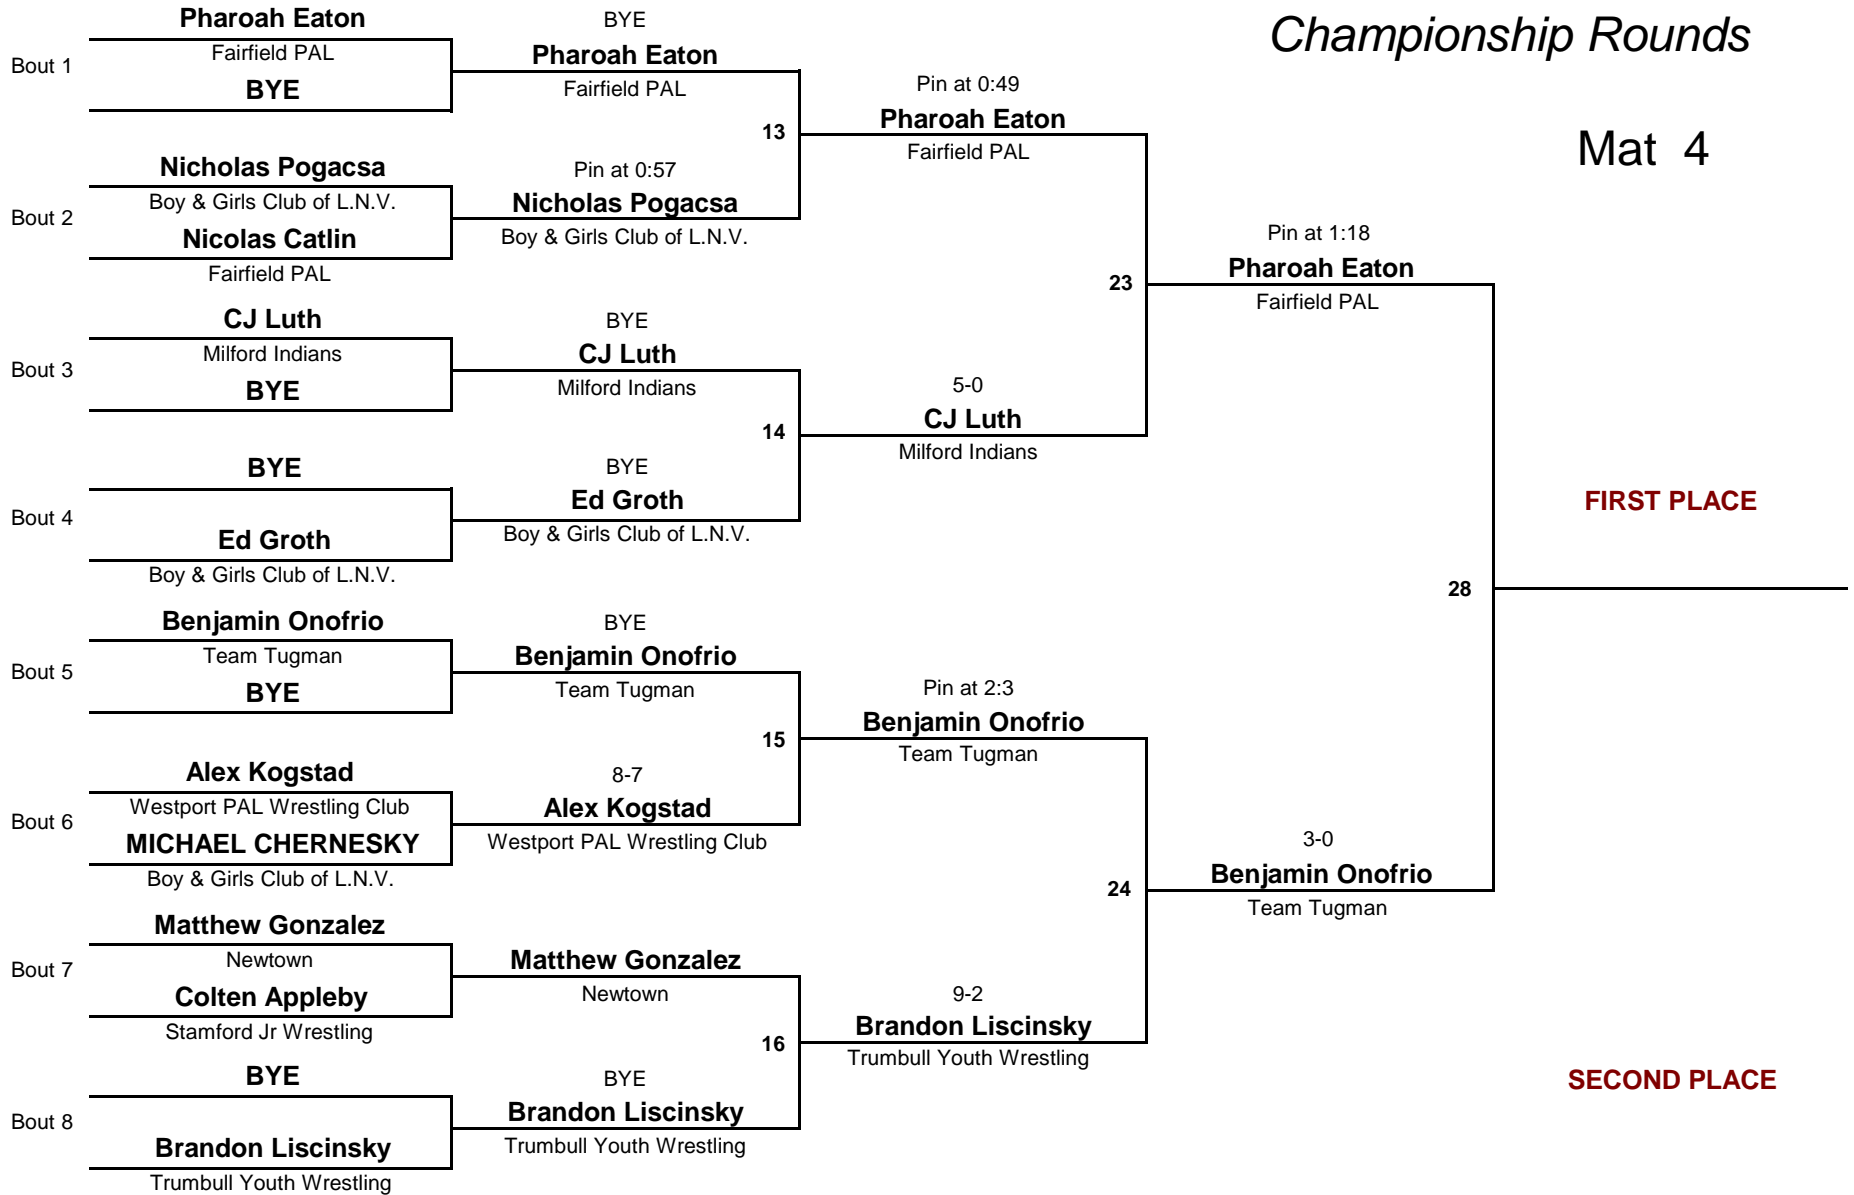 Championship Rounds
Mat 4
Bout 1
Pharoah Eaton
Fairfield PAL
BYE
Bout 2
Nicholas Pogacsa
Boy & Girls Club of L.N.V.
Nicolas Catlin
Fairfield PAL
Bout 3
CJ Luth
Milford Indians
BYE
Bout 4
BYE
Ed Groth
Boy & Girls Club of L.N.V.
Bout 5
Benjamin Onofrio
Team Tugman
BYE
Bout 6
Alex Kogstad
Westport PAL Wrestling Club
MICHAEL CHERNESKY
Boy & Girls Club of L.N.V.
Bout 7
Matthew Gonzalez
Newtown
Colten Appleby
Stamford Jr Wrestling
Bout 8
BYE
Brandon Liscinsky
Trumbull Youth Wrestling
BYE
Pharoah Eaton
Fairfield PAL
13
Pin at 0:57
Nicholas Pogacsa
Boy & Girls Club of L.N.V.
BYE
CJ Luth
Milford Indians
14
BYE
Ed Groth
Boy & Girls Club of L.N.V.
BYE
Benjamin Onofrio
Team Tugman
15
8-7
Alex Kogstad
Westport PAL Wrestling Club
Matthew Gonzalez
Newtown
16
BYE
Brandon Liscinsky
Trumbull Youth Wrestling
Pin at 0:49
Pharoah Eaton
Fairfield PAL
23
5-0
CJ Luth
Milford Indians
Pin at 2:3
Benjamin Onofrio
Team Tugman
24
9-2
Brandon Liscinsky
Trumbull Youth Wrestling
Pin at 1:18
Pharoah Eaton
Fairfield PAL
28
3-0
Benjamin Onofrio
Team Tugman
FIRST PLACE
SECOND PLACE